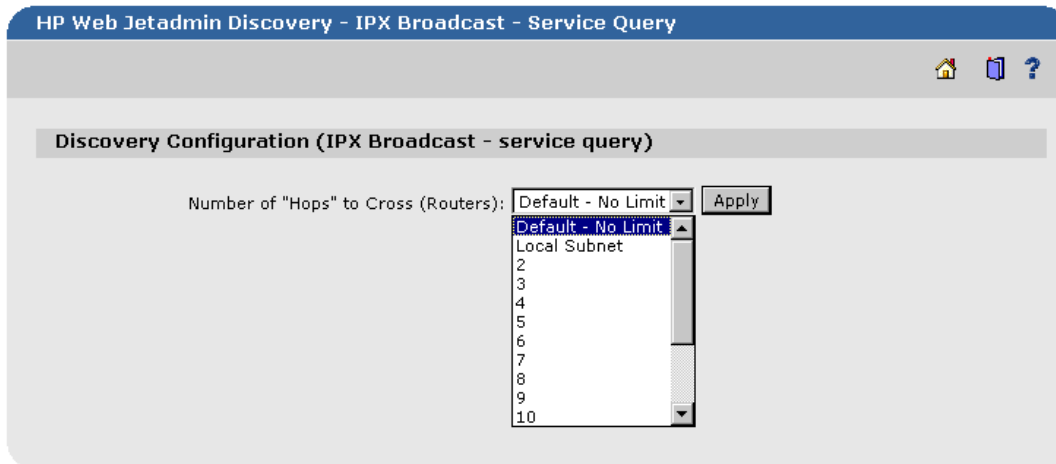 HP Web Jetadmin Discovery - IPX Broadcast - Service Query
?
Discovery Configuration (IPX Broadcast - service query)
Number of "Hops" to Cross (Routers): Default - No Limit Apply
Default - No Limit
Local Subnet
2
3
4
5
6
7
8
9
10